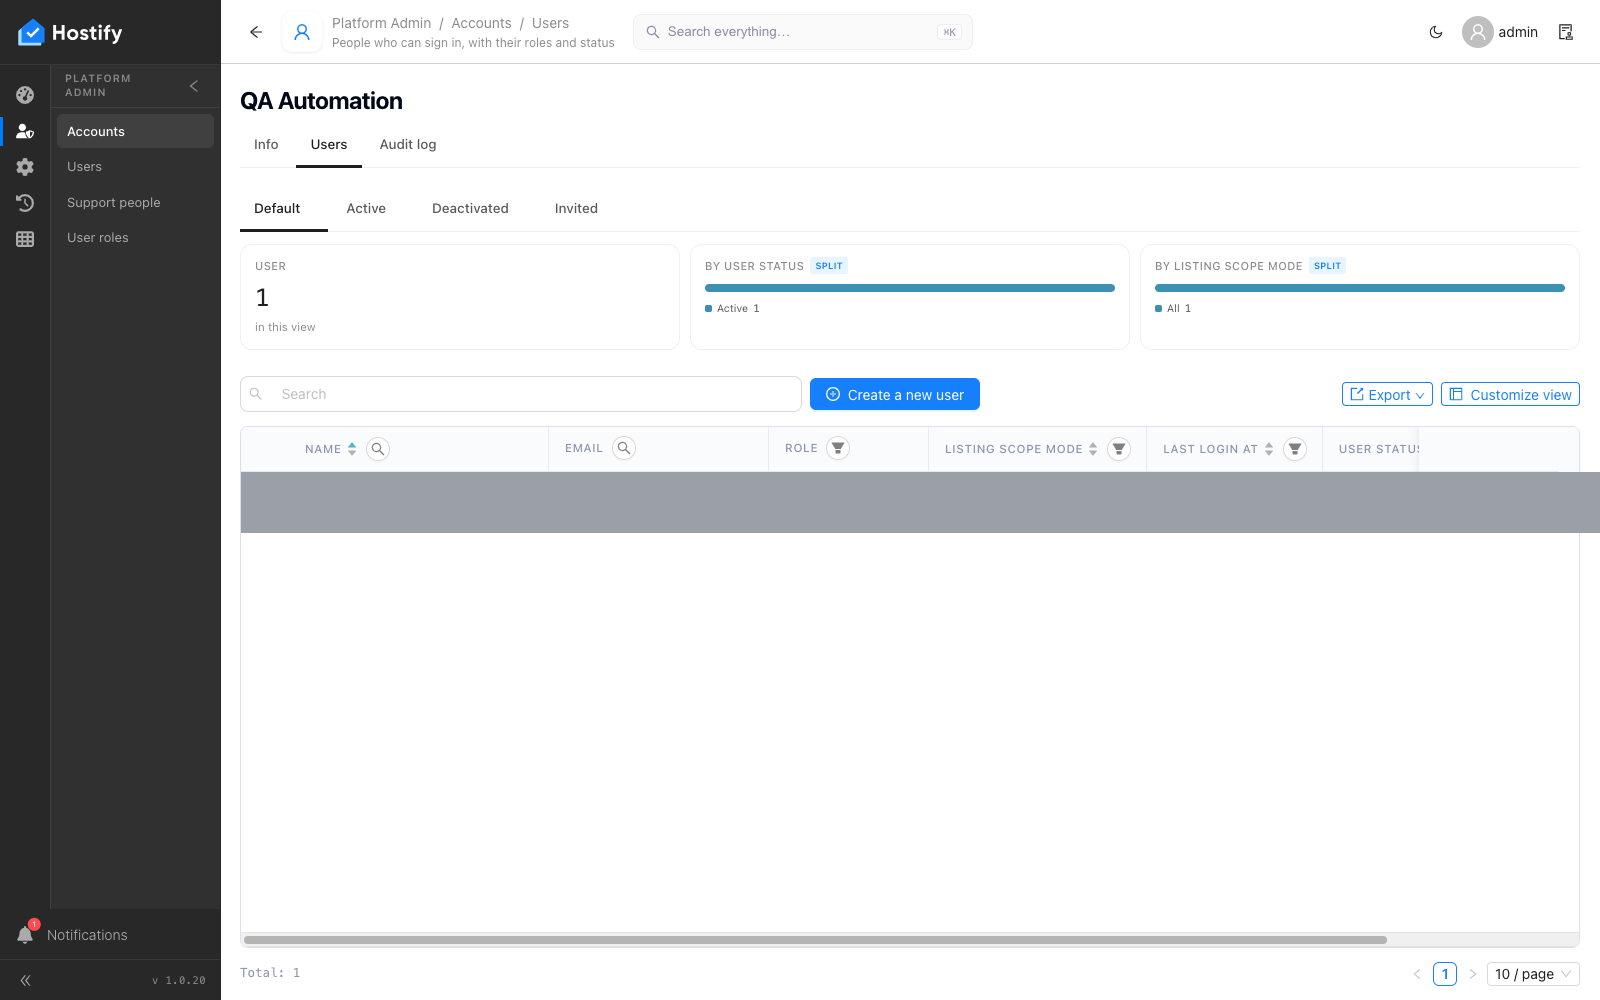 Hostify
PLATFORM ADMIN
Accounts
Users
Support people
User roles
Notifications
1
v 1.0.20
Platform Admin / Accounts / Users
People who can sign in, with their roles and status
Search everything...
⌘K
admin
QA Automation
Info
Users
Audit log
Default
Active
Deactivated
Invited
USER
1
in this view
BY USER STATUS SPLIT
Active 1
BY LISTING SCOPE MODE SPLIT
All 1
Search
Create a new user
Export
Customize view
NAME
EMAIL
ROLE
LISTING SCOPE MODE
LAST LOGIN AT
USER STATUS
Total: 1
1
10 / page